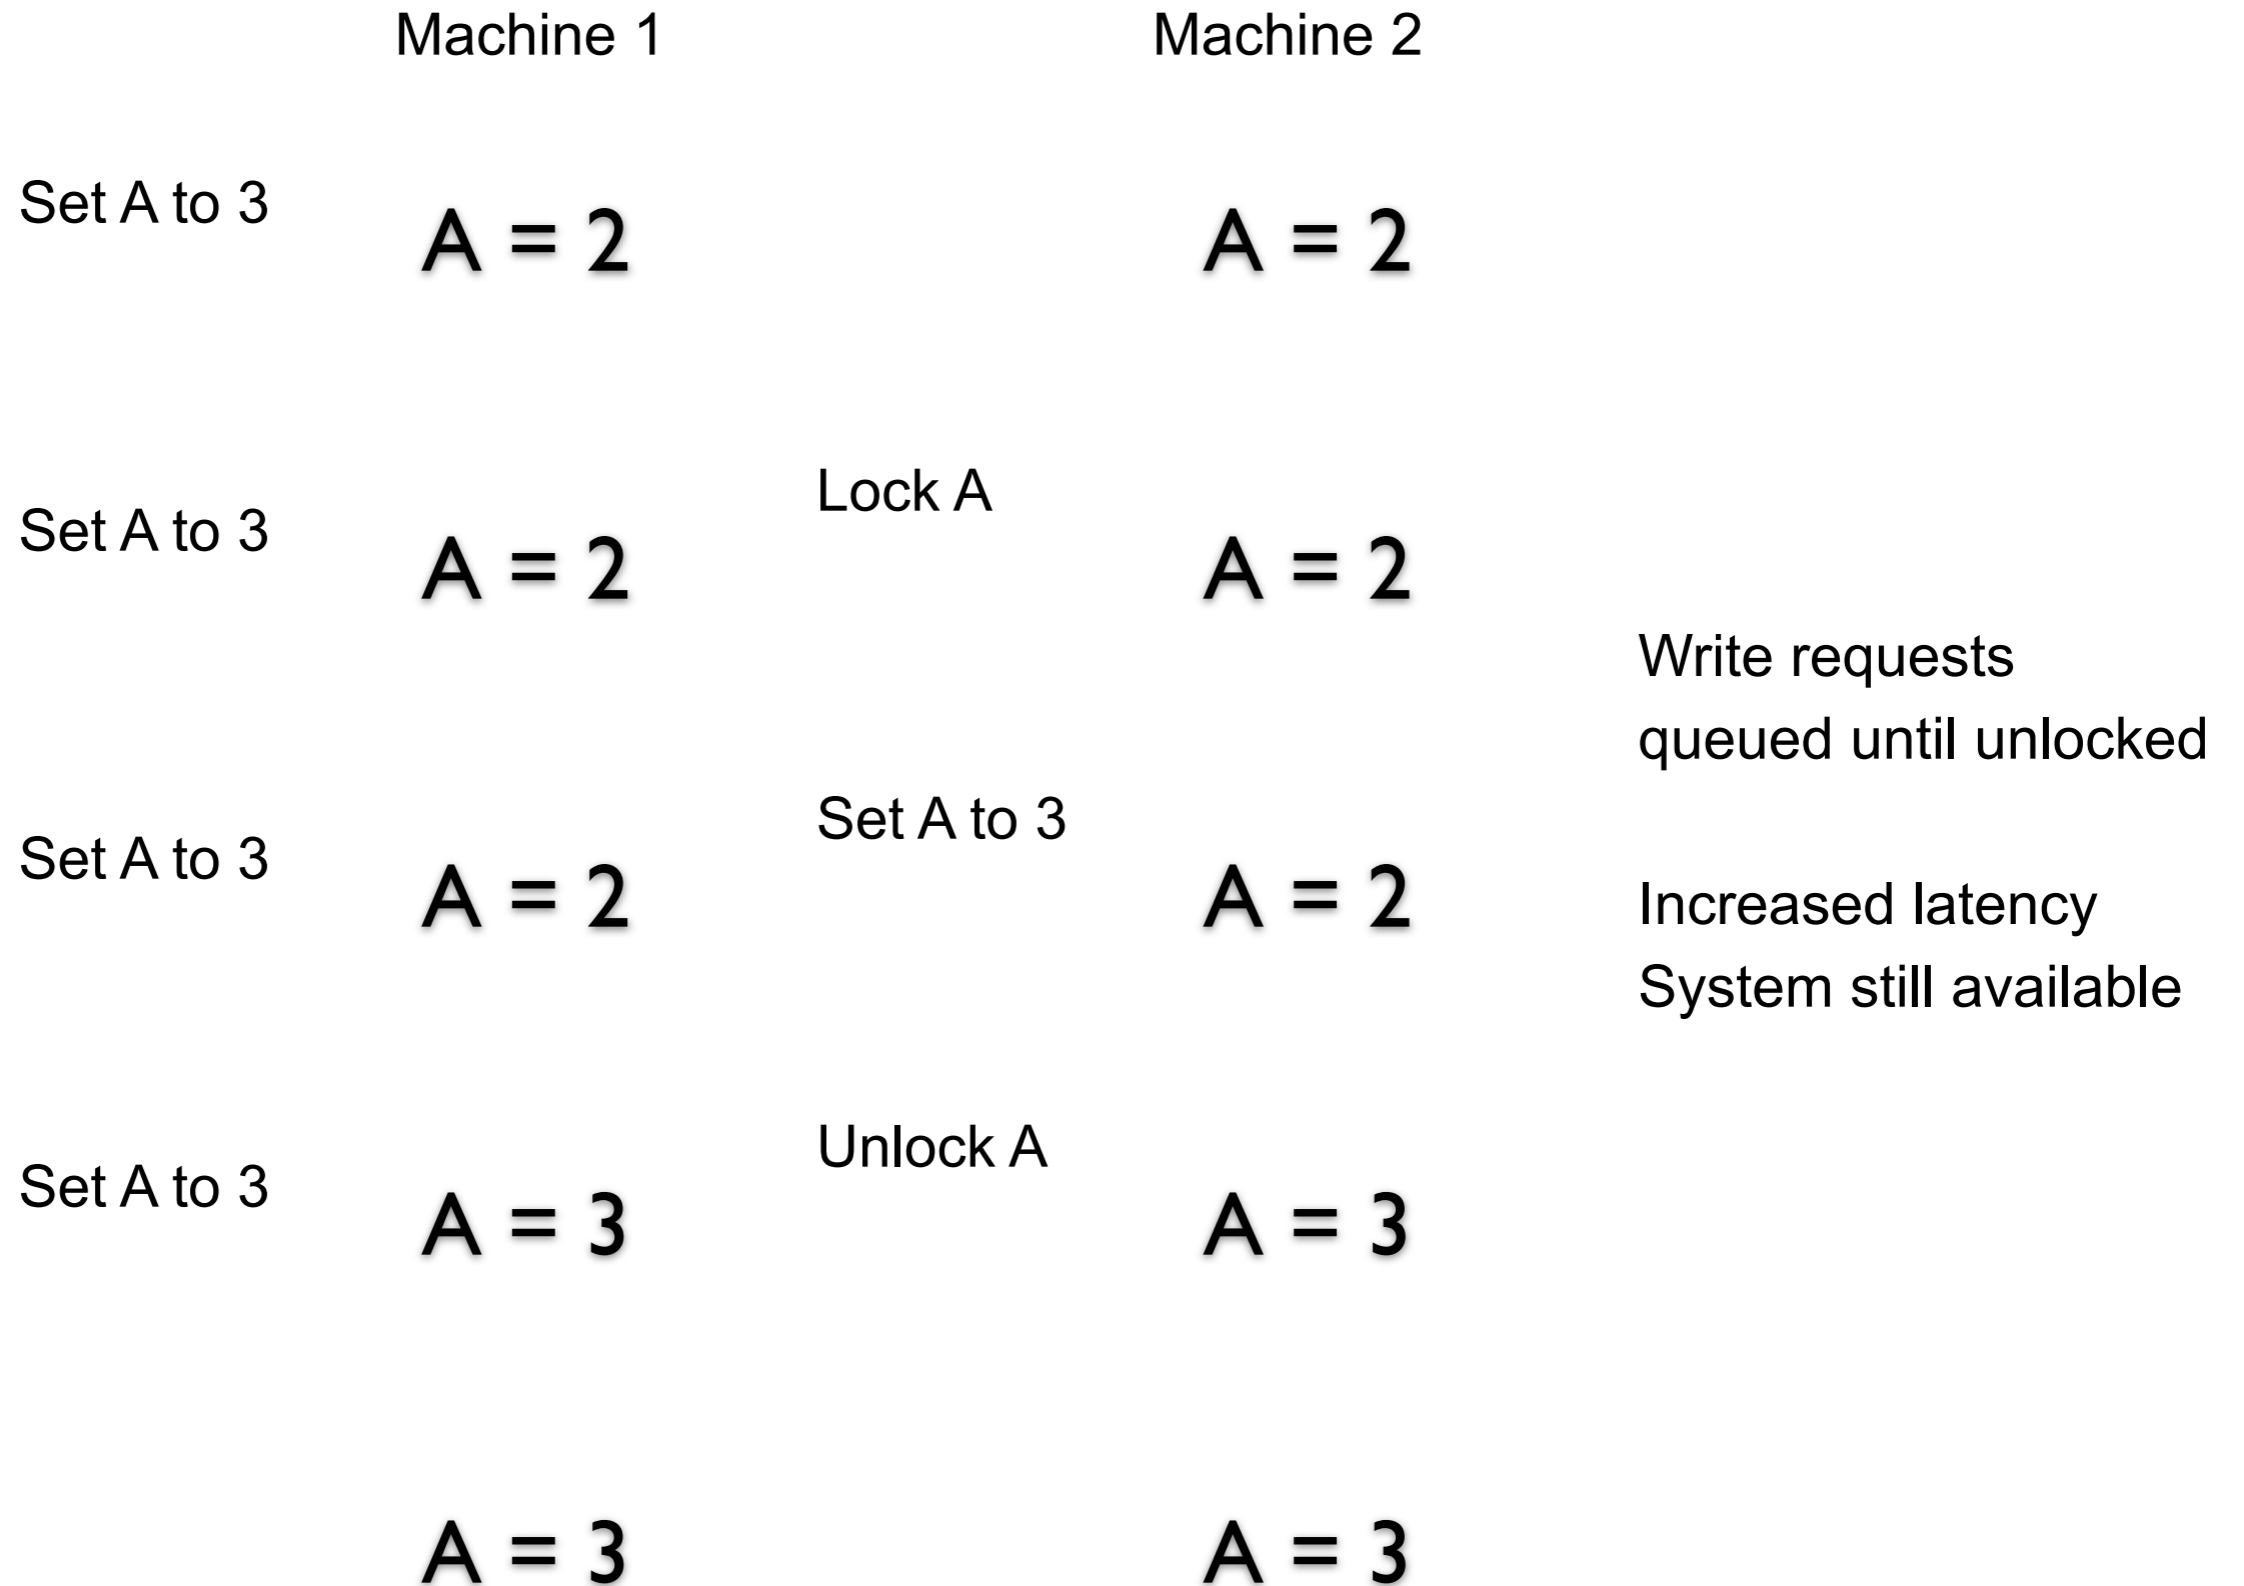 Machine 1
Machine 2
Set A to 3
A = 2
A = 2
Lock A
Set A to 3
A = 2
A = 2
Write requests
queued until unlocked
Set A to 3
Set A to 3
A = 2
A = 2
Increased latency
System still available
Unlock A
Set A to 3
A = 3
A = 3
A = 3
A = 3